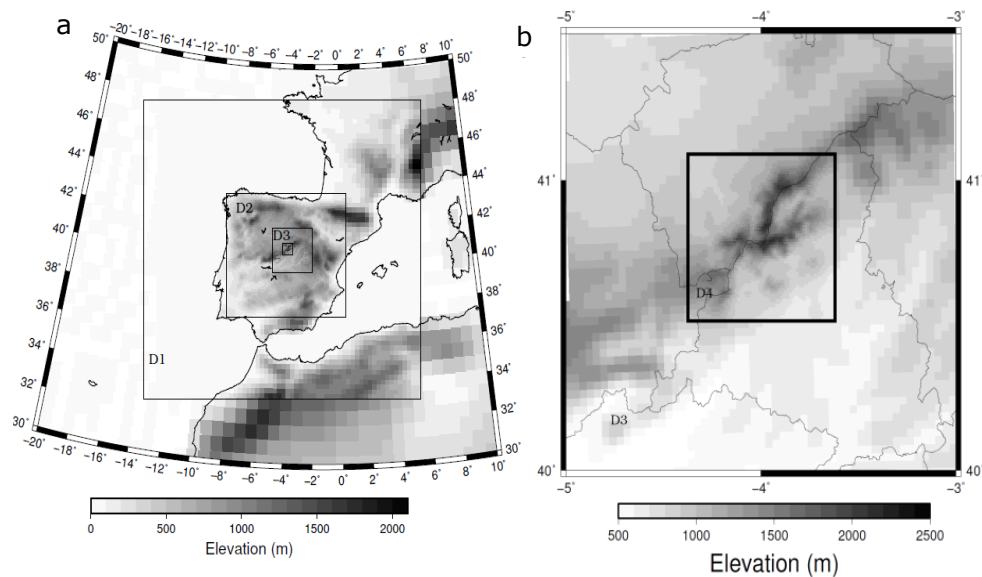 a
-20° -18° -16° -14° -12° -10° -8° -6° -4° -2° 0° 2° 4° 6° 8° 10°
50° 50°
48° 48°
46° 46°
44° 44°
42° 42°
40° 40°
38° 38°
36° 36°
34° 34°
32° 32°
30° 30°
D2
D3
D1
-20° -18° -16° -14° -12° -10° -8° -6° -4° -2° 0° 2° 4° 6° 8° 10°
0 500 1000 1500 2000
Elevation (m)
b
-5° -4° -3°
41° 41°
D4
D3
40° 40°
-5° -4° -3°
500 1000 1500 2000 2500
Elevation (m)